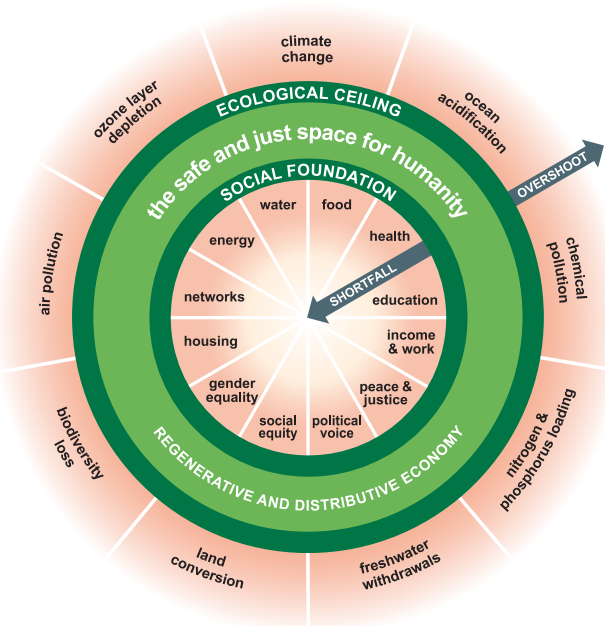 climate
change
ocean
acidification
chemical
pollution
nitrogen &
phosphorus loading
freshwater
withdrawals
land
conversion
biodiversity
loss
air pollution
ozone layer
depletion
OVERSHOOT
ECOLOGICAL CEILING
the safe and just space for humanity
SOCIAL FOUNDATION
water
food
health
SHORTFALL
education
income
& work
peace &
justice
political
voice
social
equity
gender
equality
housing
networks
energy
REGENERATIVE AND DISTRIBUTIVE ECONOMY